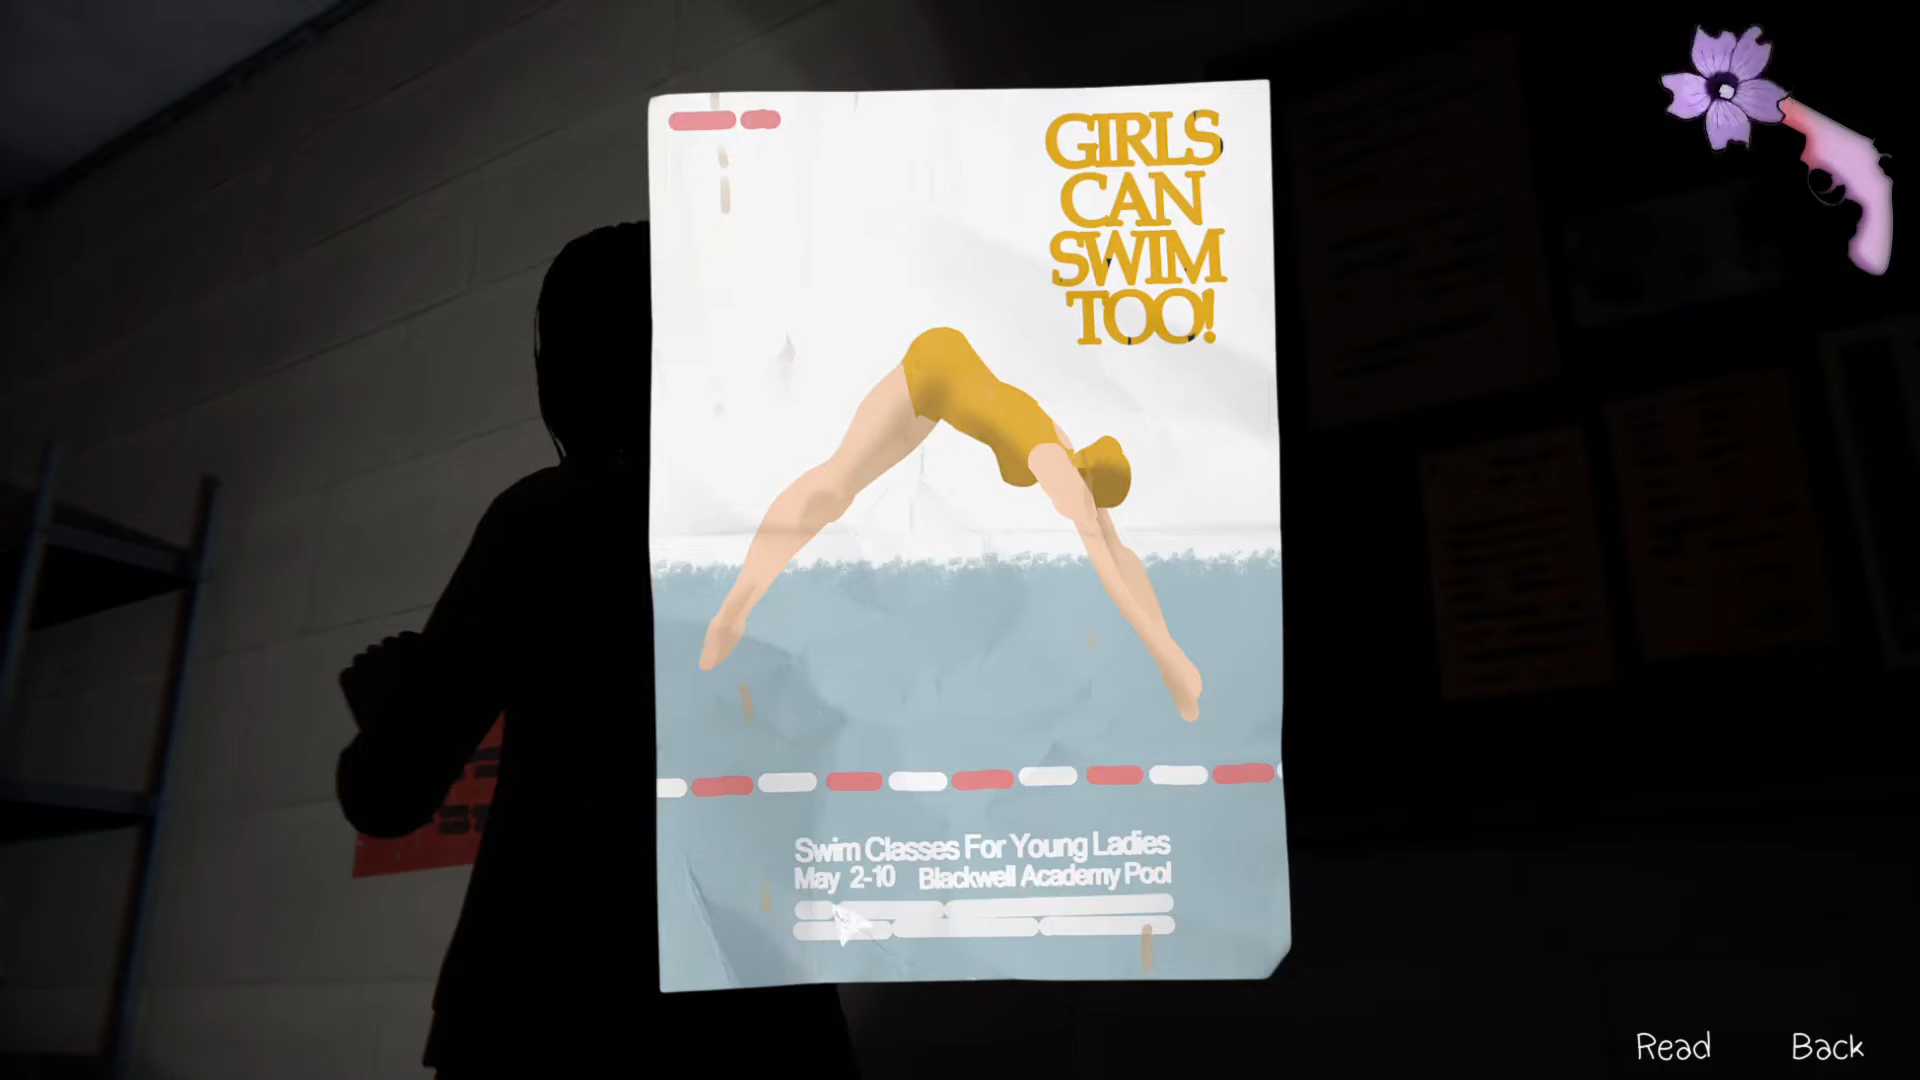 GIRLS
CAN
SWIM
TOO!
Swim Classes For Young Ladies
May 2-10 Blackwell Academy Pool
Read Back